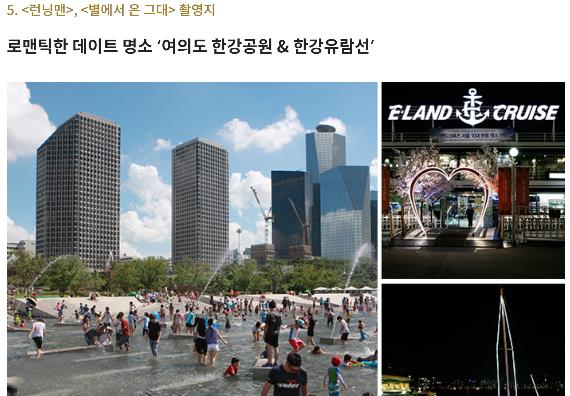 5. <런닝맨>, <별에서 온 그대> 촬영지
로맨틱한 데이트 명소 ‘여의도 한강공원 & 한강유람선’
E·LAND CRUISE